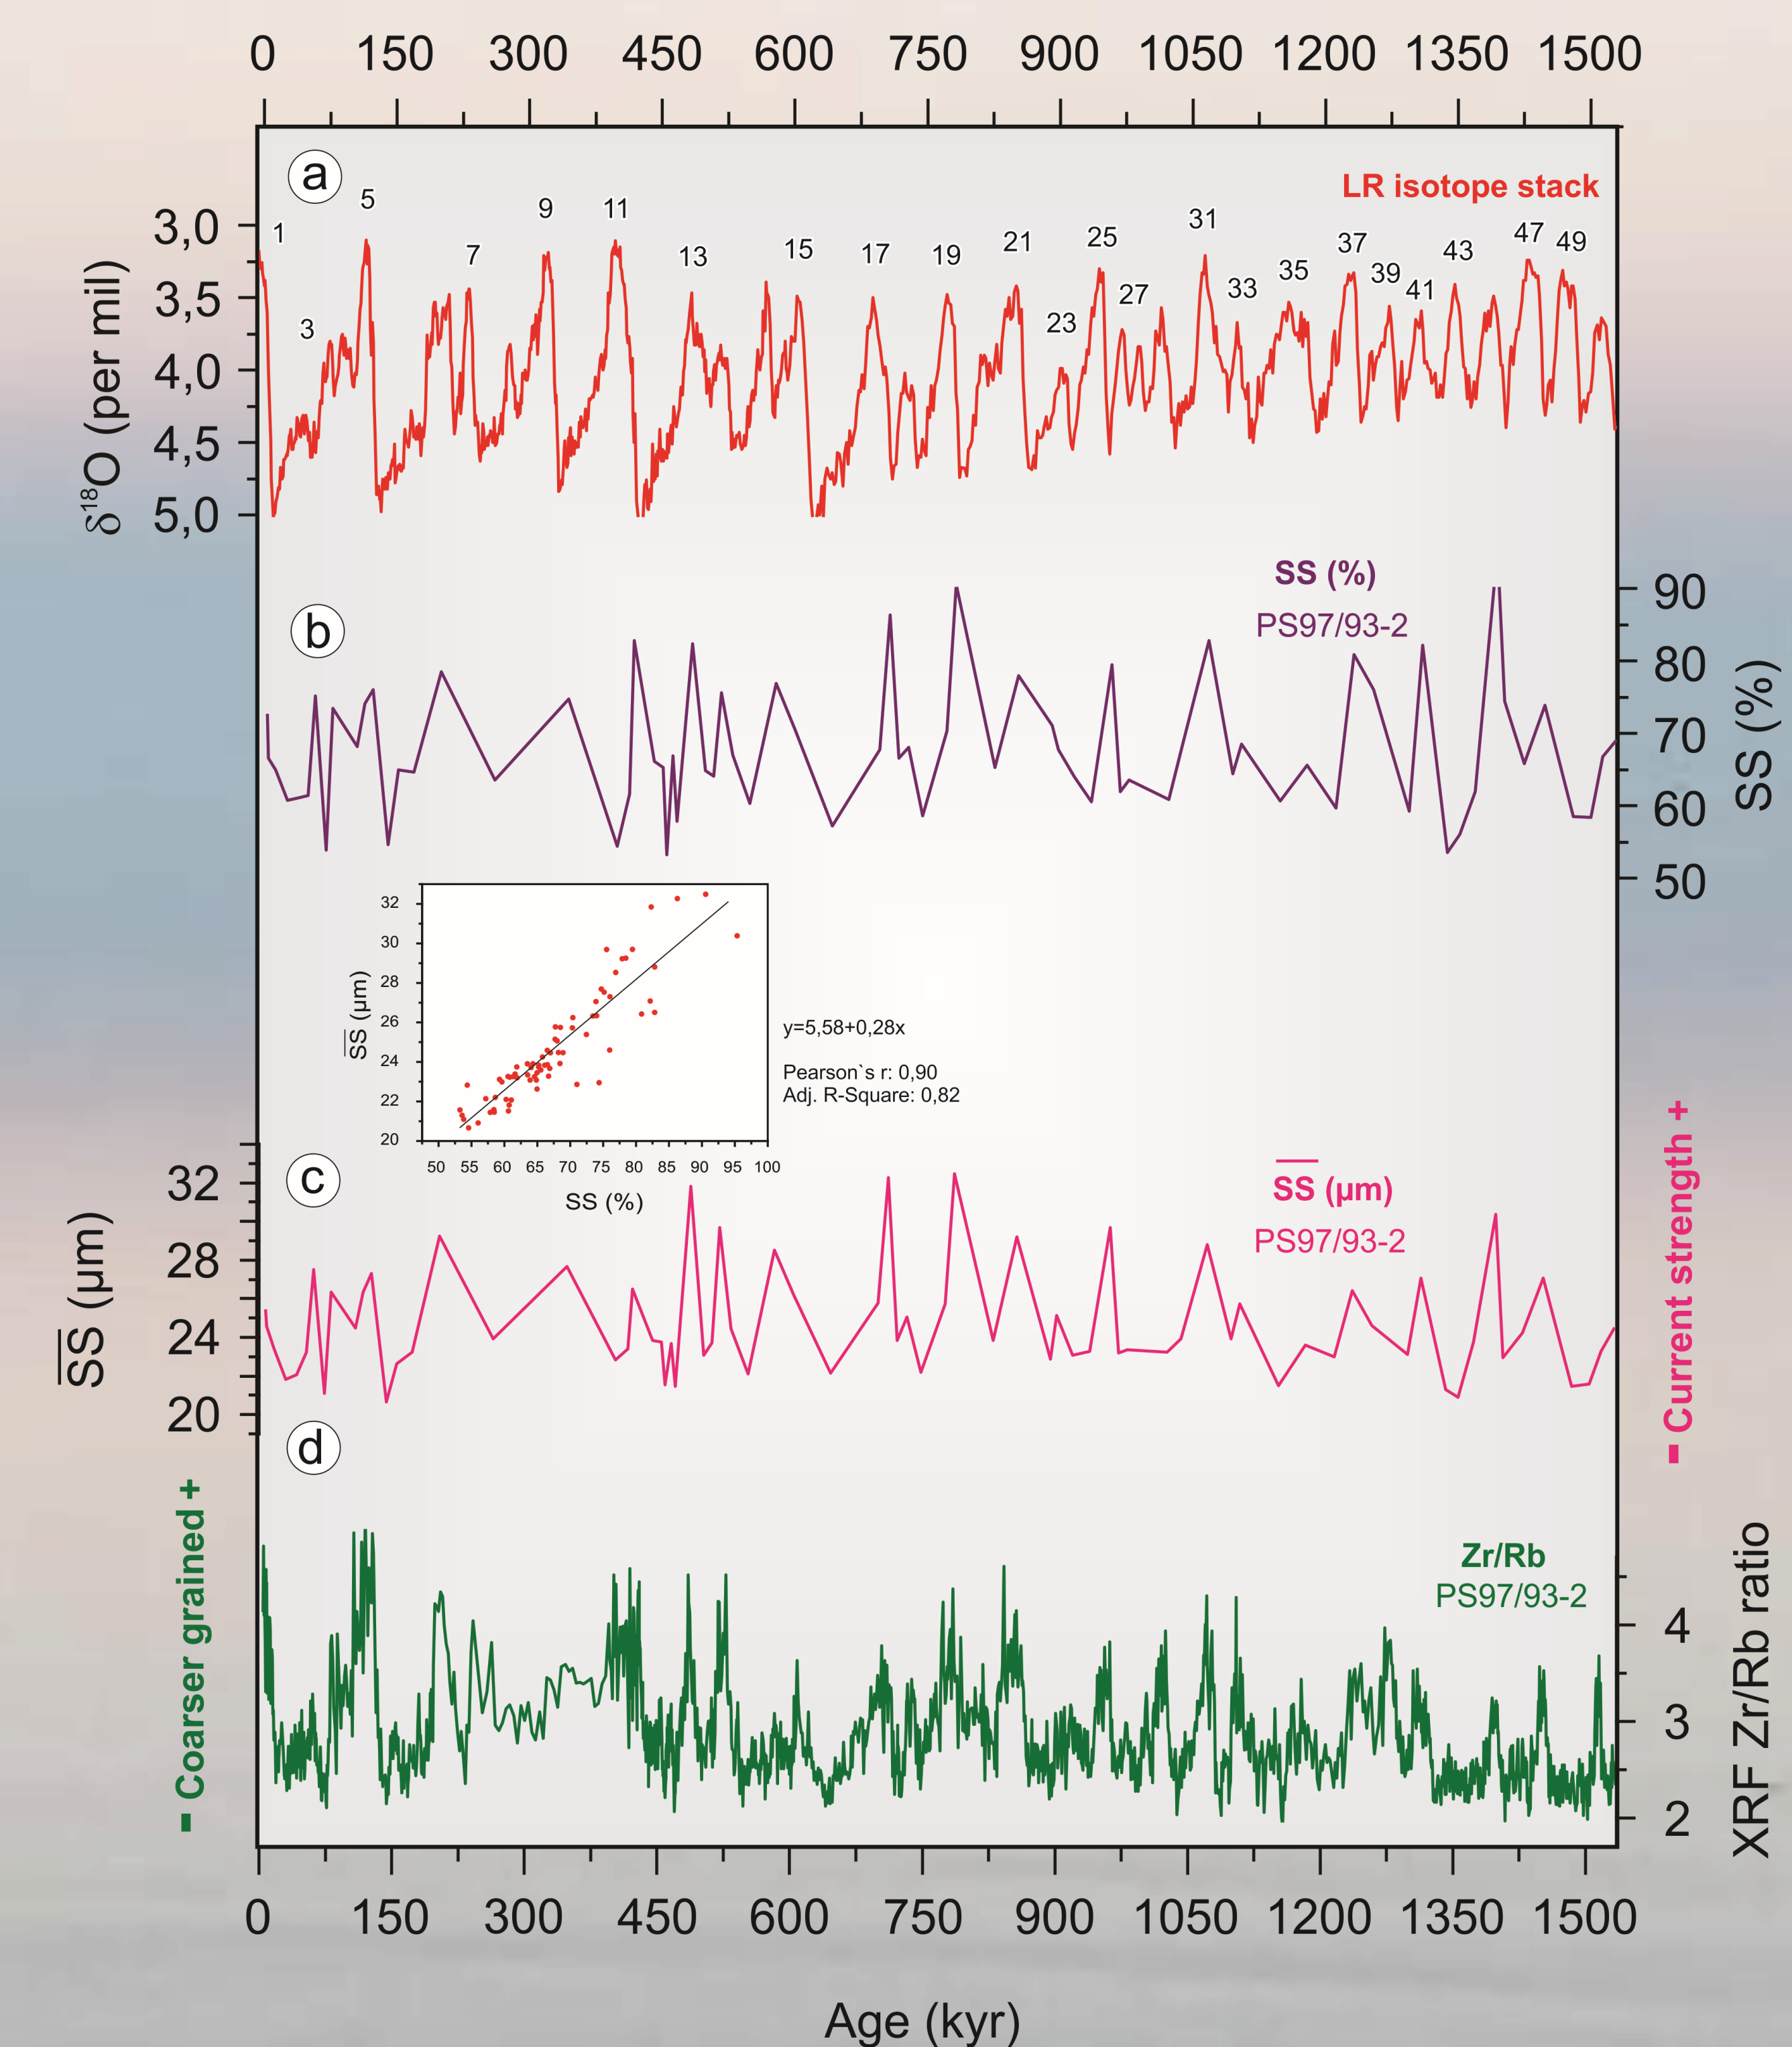 0 150 300 450 600 750 900 1050 1200 1350 1500
a
LR isotope stack
1 3 5 7 9 11 13 15 17 19 21 23 25 27 31 33 35 37 39 41 43 47 49
3,0
3,5
4,0
4,5
5,0
δ18O (per mil)
b
SS (%)
PS97/93-2
90
80
70
60
50
SS (%)
32
30
28
26
24
22
20
SS (µm)
50 55 60 65 70 75 80 85 90 95 100
SS (%)
y=5,58+0,28x
Pearson`s r: 0,90
Adj. R-Square: 0,82
c
SS (µm)
PS97/93-2
32
28
24
20
SS (µm)
- Current strength +
d
Zr/Rb
PS97/93-2
- Coarser grained +
4
3
2
XRF Zr/Rb ratio
0 150 300 450 600 750 900 1050 1200 1350 1500
Age (kyr)